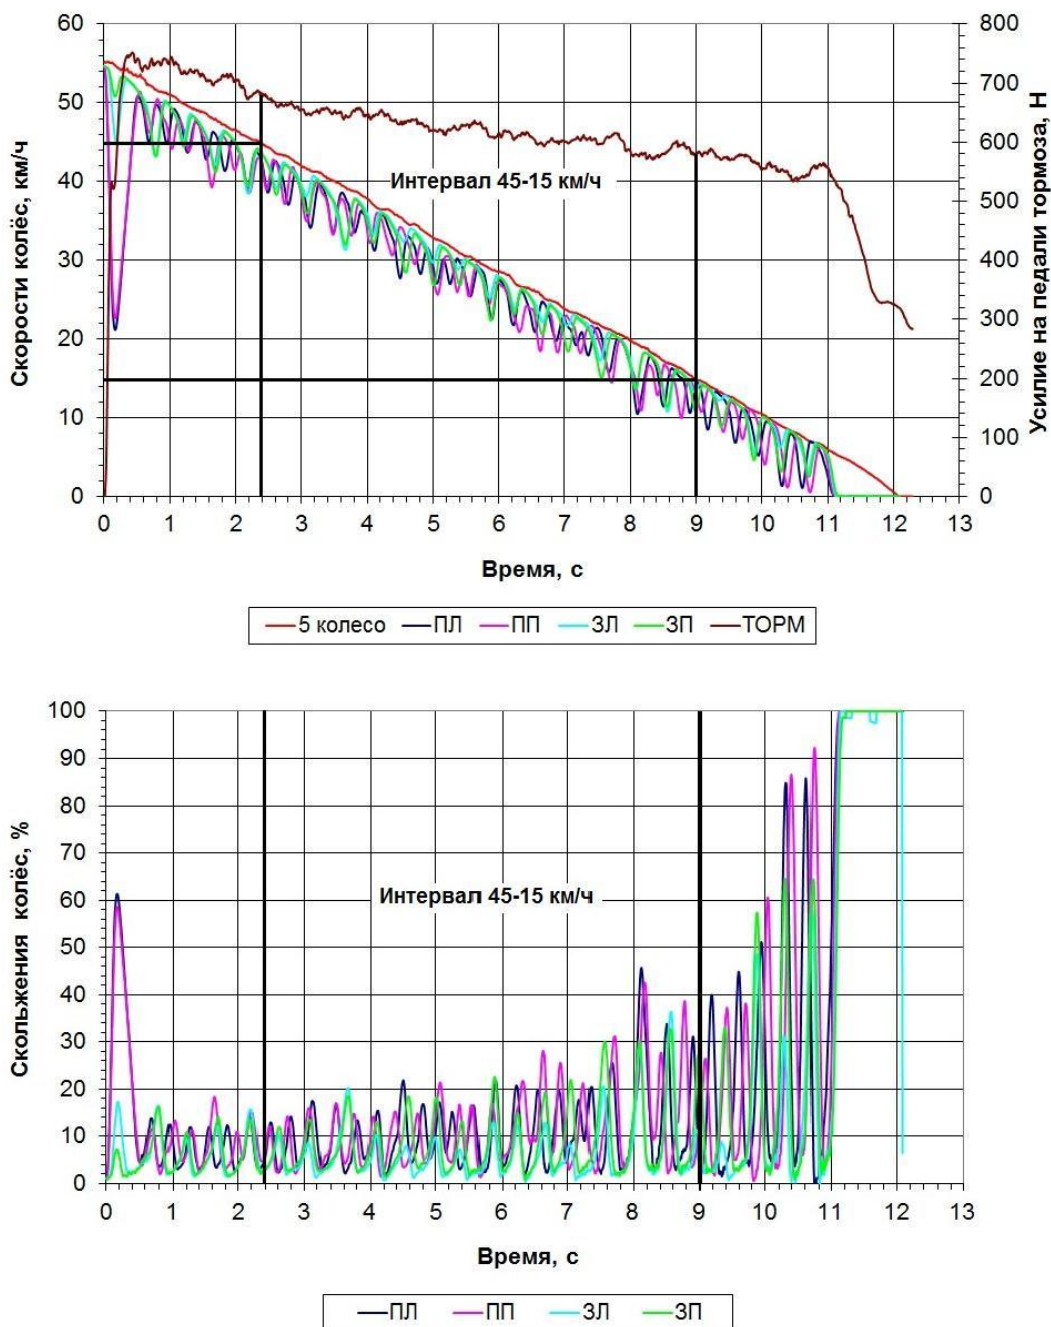 Скорости колёс, км/ч
60
50
40
30
20
10
0
Интервал 45-15 км/ч
800
700
600
500
400
300
200
100
0
Усилие на педали тормоза, Н
0 1 2 3 4 5 6 7 8 9 10 11 12 13
Время, с
5 колесо ПЛ ПП ЗЛ ЗП ТОРМ
Скольжения колёс, %
100
90
80
70
60
50
40
30
20
10
0
Интервал 45-15 км/ч
0 1 2 3 4 5 6 7 8 9 10 11 12 13
Время, с
ПЛ ПП ЗЛ ЗП